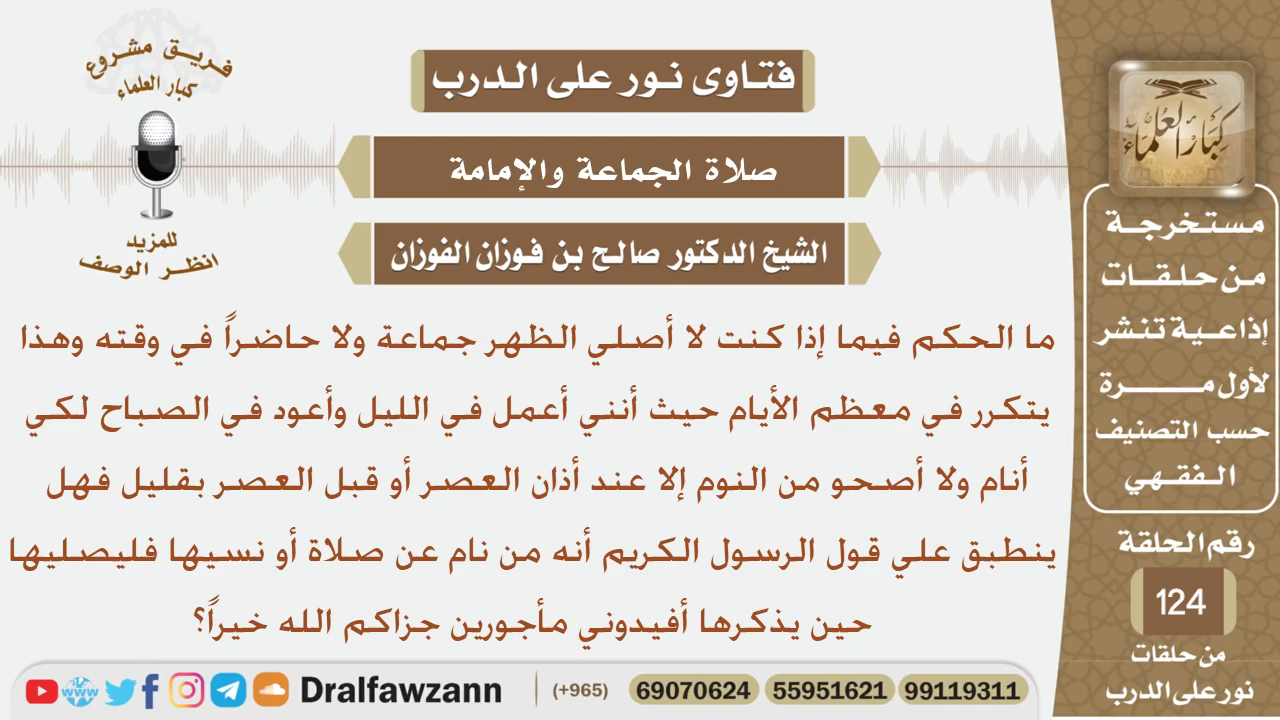 فريق مشروع
كبار العلماء
للمزيد
انظر الوصف
فتاوى نور على الدرب
صلاة الجماعة والإمامة
الشيخ الدكتور صالح بن فوزان الفوزان
ما الحكم فيما إذا كنت لا أصلي الظهر جماعة ولا حاضراً في وقته وهذا
يتكرر في معظم الأيام حيث أنني أعمل في الليل وأعود في الصباح لكي
أنام ولا أصحو من النوم إلا عند أذان العصر أو قبل العصر بقليل فهل
ينطبق علي قول الرسول الكريم أنه من نام عن صلاة أو نسيها فليصليها
حين يذكرها أفيدوني مأجورين جزاكم الله خيراً؟
كبار العلماء
مستخرجة
من حلقات
إذاعية تنشر
لأول مرة
حسب التصنيف
الفقهي
رقم الحلقة
124
من حلقات
نور على الدرب
www
Dralfawzann
(+965) 69070624 55951621 99119311